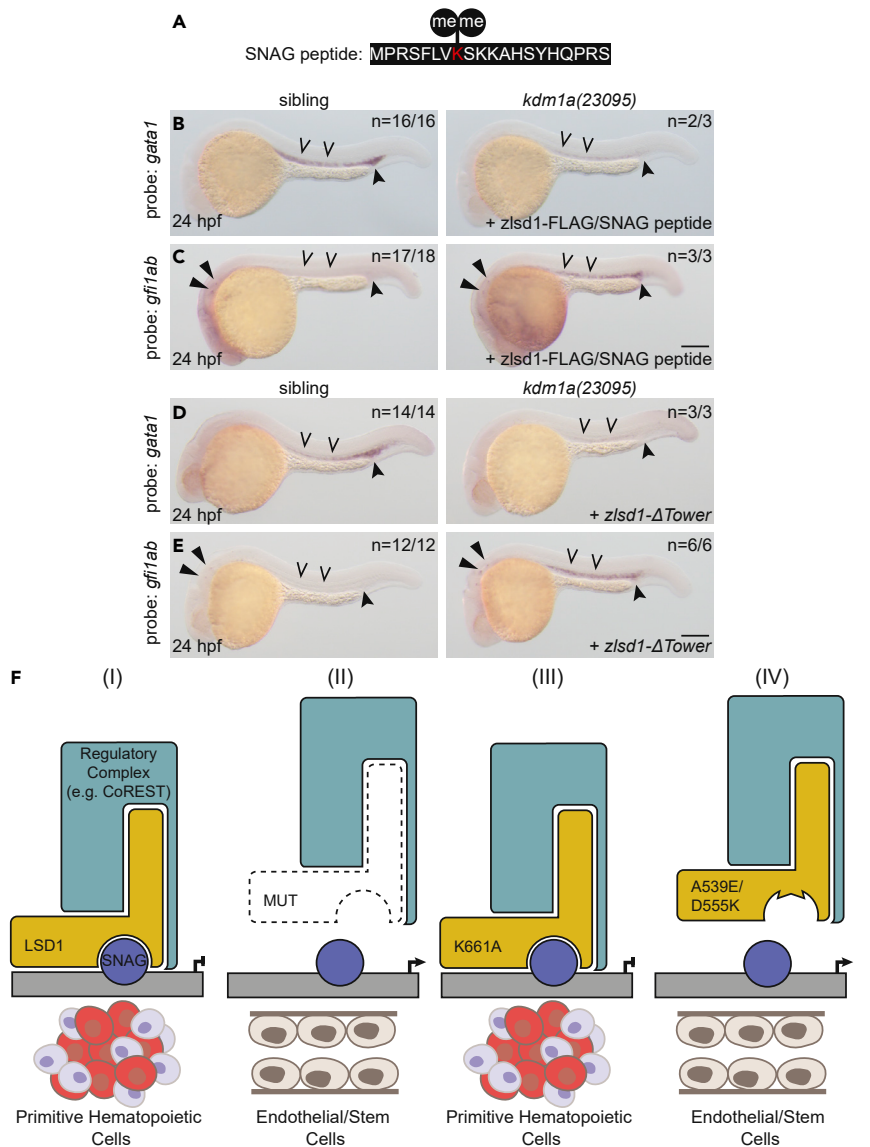 A
me me
SNAG peptide: MPRSFLVKSKKAHSYHQPRS
sibling
kdm1a(23095)
B
n=16/16
n=2/3
probe: gata1
24 hpf
+ zlsd1-FLAG/SNAG peptide
C
n=17/18
n=3/3
probe: gfi1ab
24 hpf
+ zlsd1-FLAG/SNAG peptide
sibling
kdm1a(23095)
D
n=14/14
n=3/3
probe: gata1
24 hpf
+ zlsd1-ΔTower
E
n=12/12
n=6/6
probe: gfi1ab
24 hpf
+ zlsd1-ΔTower
F
(I)
(II)
(III)
(IV)
Regulatory
Complex
(e.g. CoREST)
LSD1
SNAG
MUT
K661A
A539E/
D555K
Primitive Hematopoietic
Cells
Endothelial/Stem
Cells
Primitive Hematopoietic
Cells
Endothelial/Stem
Cells